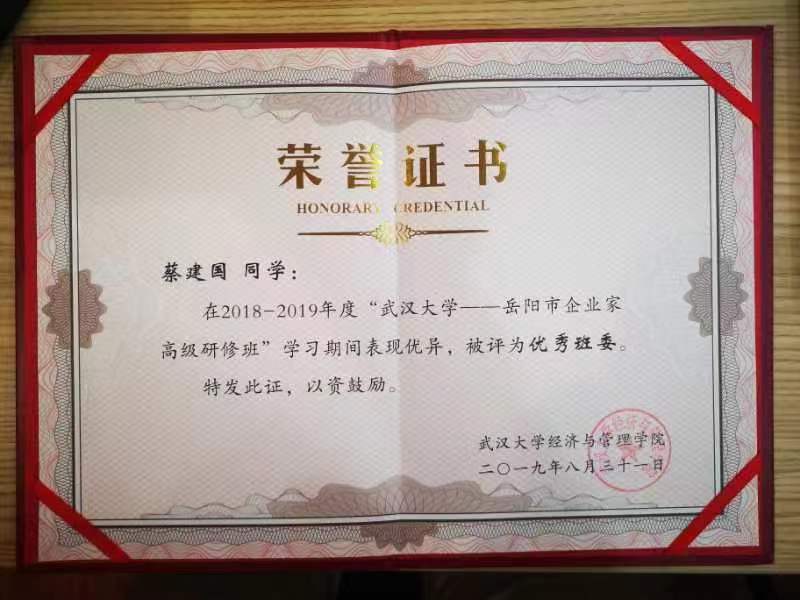 荣誉证书
HONORARY CREDENTIAL
蔡建国 同学：
在2018-2019年度“武汉大学——岳阳市企业家
高级研修班”学习期间表现优异，被评为优秀班委。
特发此证，以资鼓励。
武汉大学经济与管理学院
二〇一九年八月三十一日